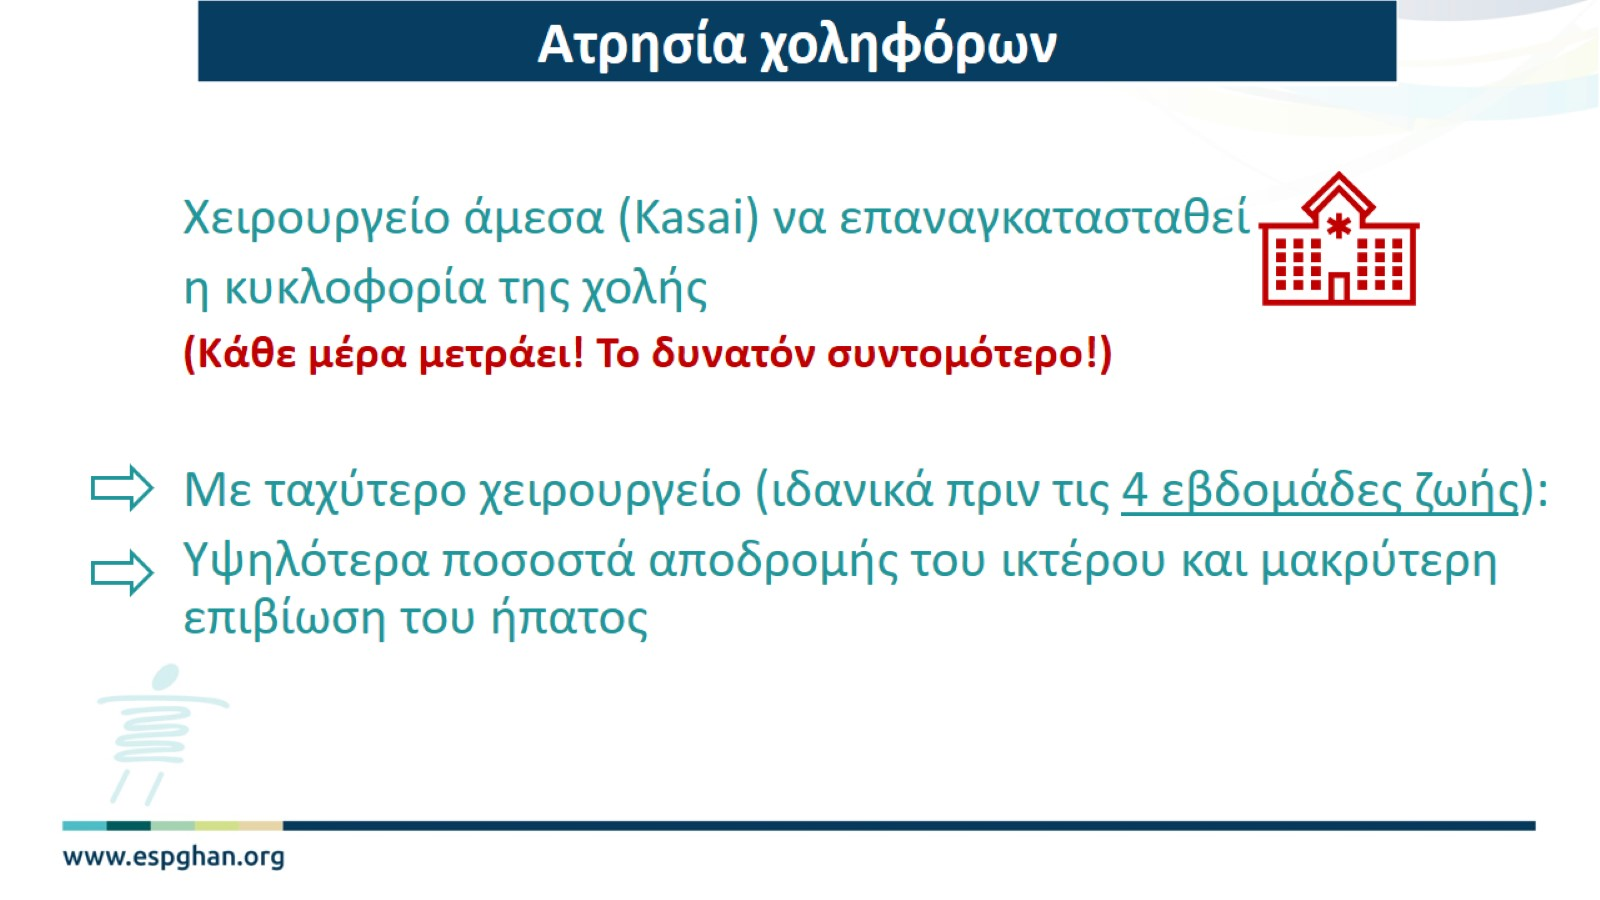 Ατρησία χοληφόρων
Χειρουργείο άμεσα (Kasai) να επαναγκατασταθεί
η κυκλοφορία της χολής
(Κάθε μέρα μετράει! Το δυνατόν συντομότερο!)
Με ταχύτερο χειρουργείο (ιδανικά πριν τις 4 εβδομάδες ζωής):
Υψηλότερα ποσοστά αποδρομής του ικτέρου και μακρύτερη
επιβίωση του ήπατος
www.espghan.org